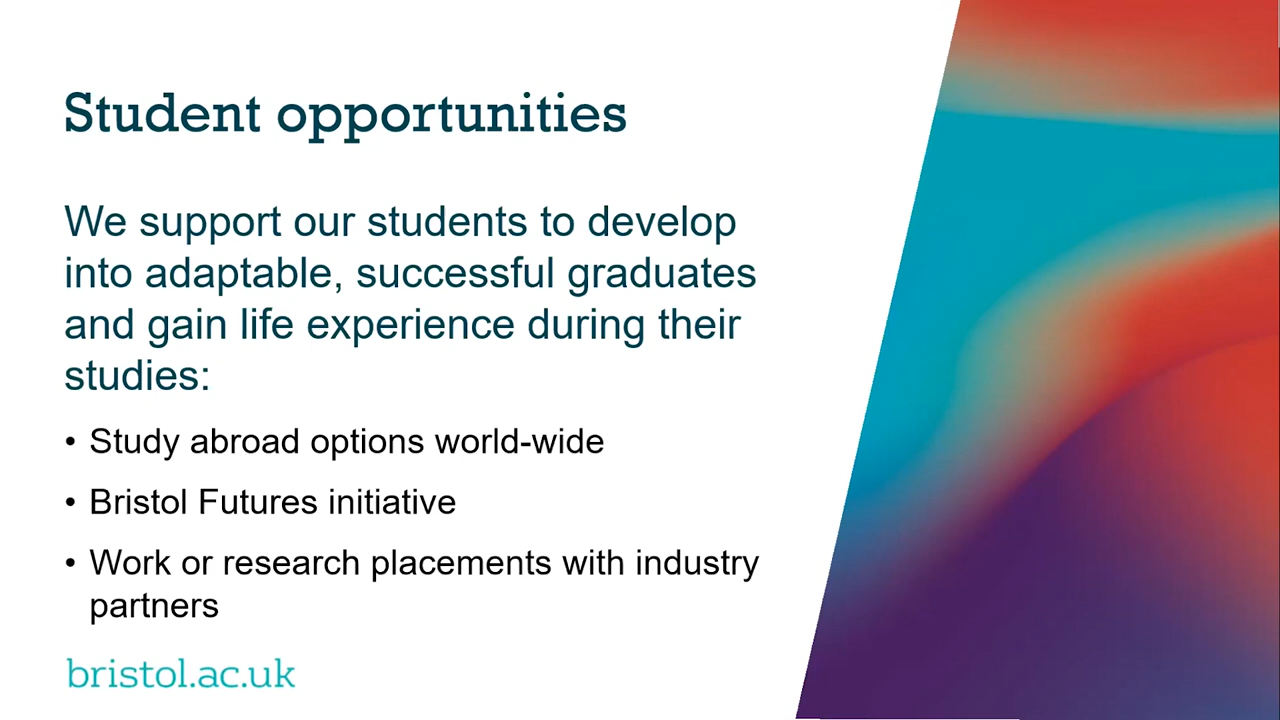 Student opportunities
We support our students to develop
into adaptable, successful graduates
and gain life experience during their
studies:
• Study abroad options world-wide
• Bristol Futures initiative
• Work or research placements with industry
partners
bristol.ac.uk